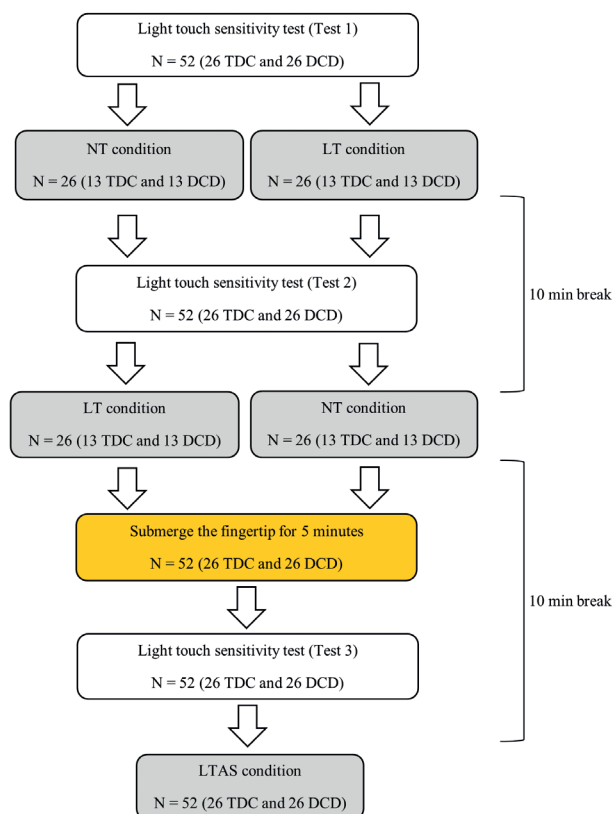 Light touch sensitivity test (Test 1)
N = 52 (26 TDC and 26 DCD)
NT condition
N = 26 (13 TDC and 13 DCD)
LT condition
N = 26 (13 TDC and 13 DCD)
Light touch sensitivity test (Test 2)
N = 52 (26 TDC and 26 DCD)
10 min break
LT condition
N = 26 (13 TDC and 13 DCD)
NT condition
N = 26 (13 TDC and 13 DCD)
Submerge the fingertip for 5 minutes
N = 52 (26 TDC and 26 DCD)
10 min break
Light touch sensitivity test (Test 3)
N = 52 (26 TDC and 26 DCD)
LTAS condition
N = 52 (26 TDC and 26 DCD)